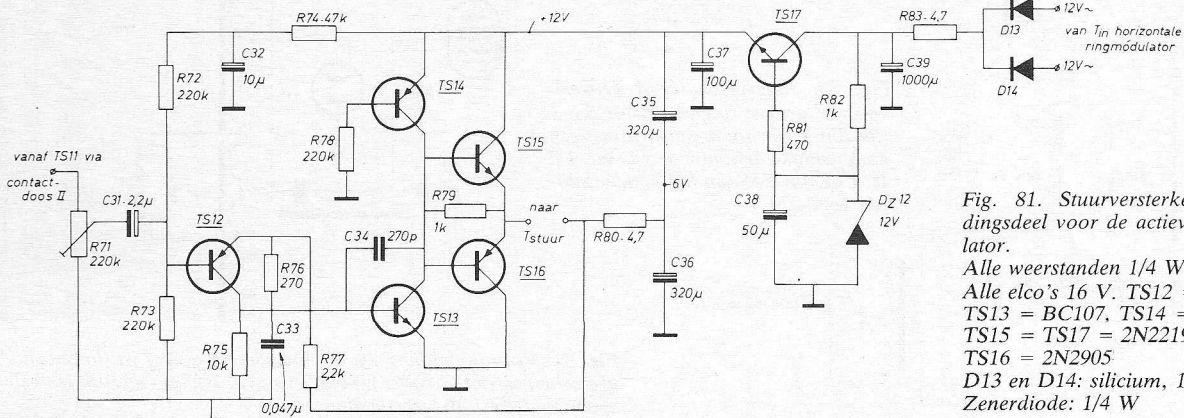 R74-47k
+12V
TS17
R83-4,7
12V~
D13
van Tin horizontale
ringmodulator
12V~
D14
C32
10µ
R72
220k
TS14
C37
100µ
C39
1000µ
R82
1k
C35
320µ
R78
220k
TS15
R81
470
vanaf TS11 via
contact-
doos II
C31-2,2µ
R79
1k
6V
naar
Tstuur
R80-4,7
C38
50µ
DZ12
12V
R71
220k
TS12
C34
270p
R76
270
TS16
C36
320µ
R73
220k
TS13
R75
10k
C33
0,047µ
R77
2,2k
Fig. 81. Stuurversterke
dingsdeel voor de actiev
lator.
Alle weerstanden 1/4 W
Alle elco's 16 V. TS12 =
TS13 = BC107, TS14 =
TS15 = TS17 = 2N2219
TS16 = 2N2905
D13 en D14: silicium, 1
Zenerdiode: 1/4 W